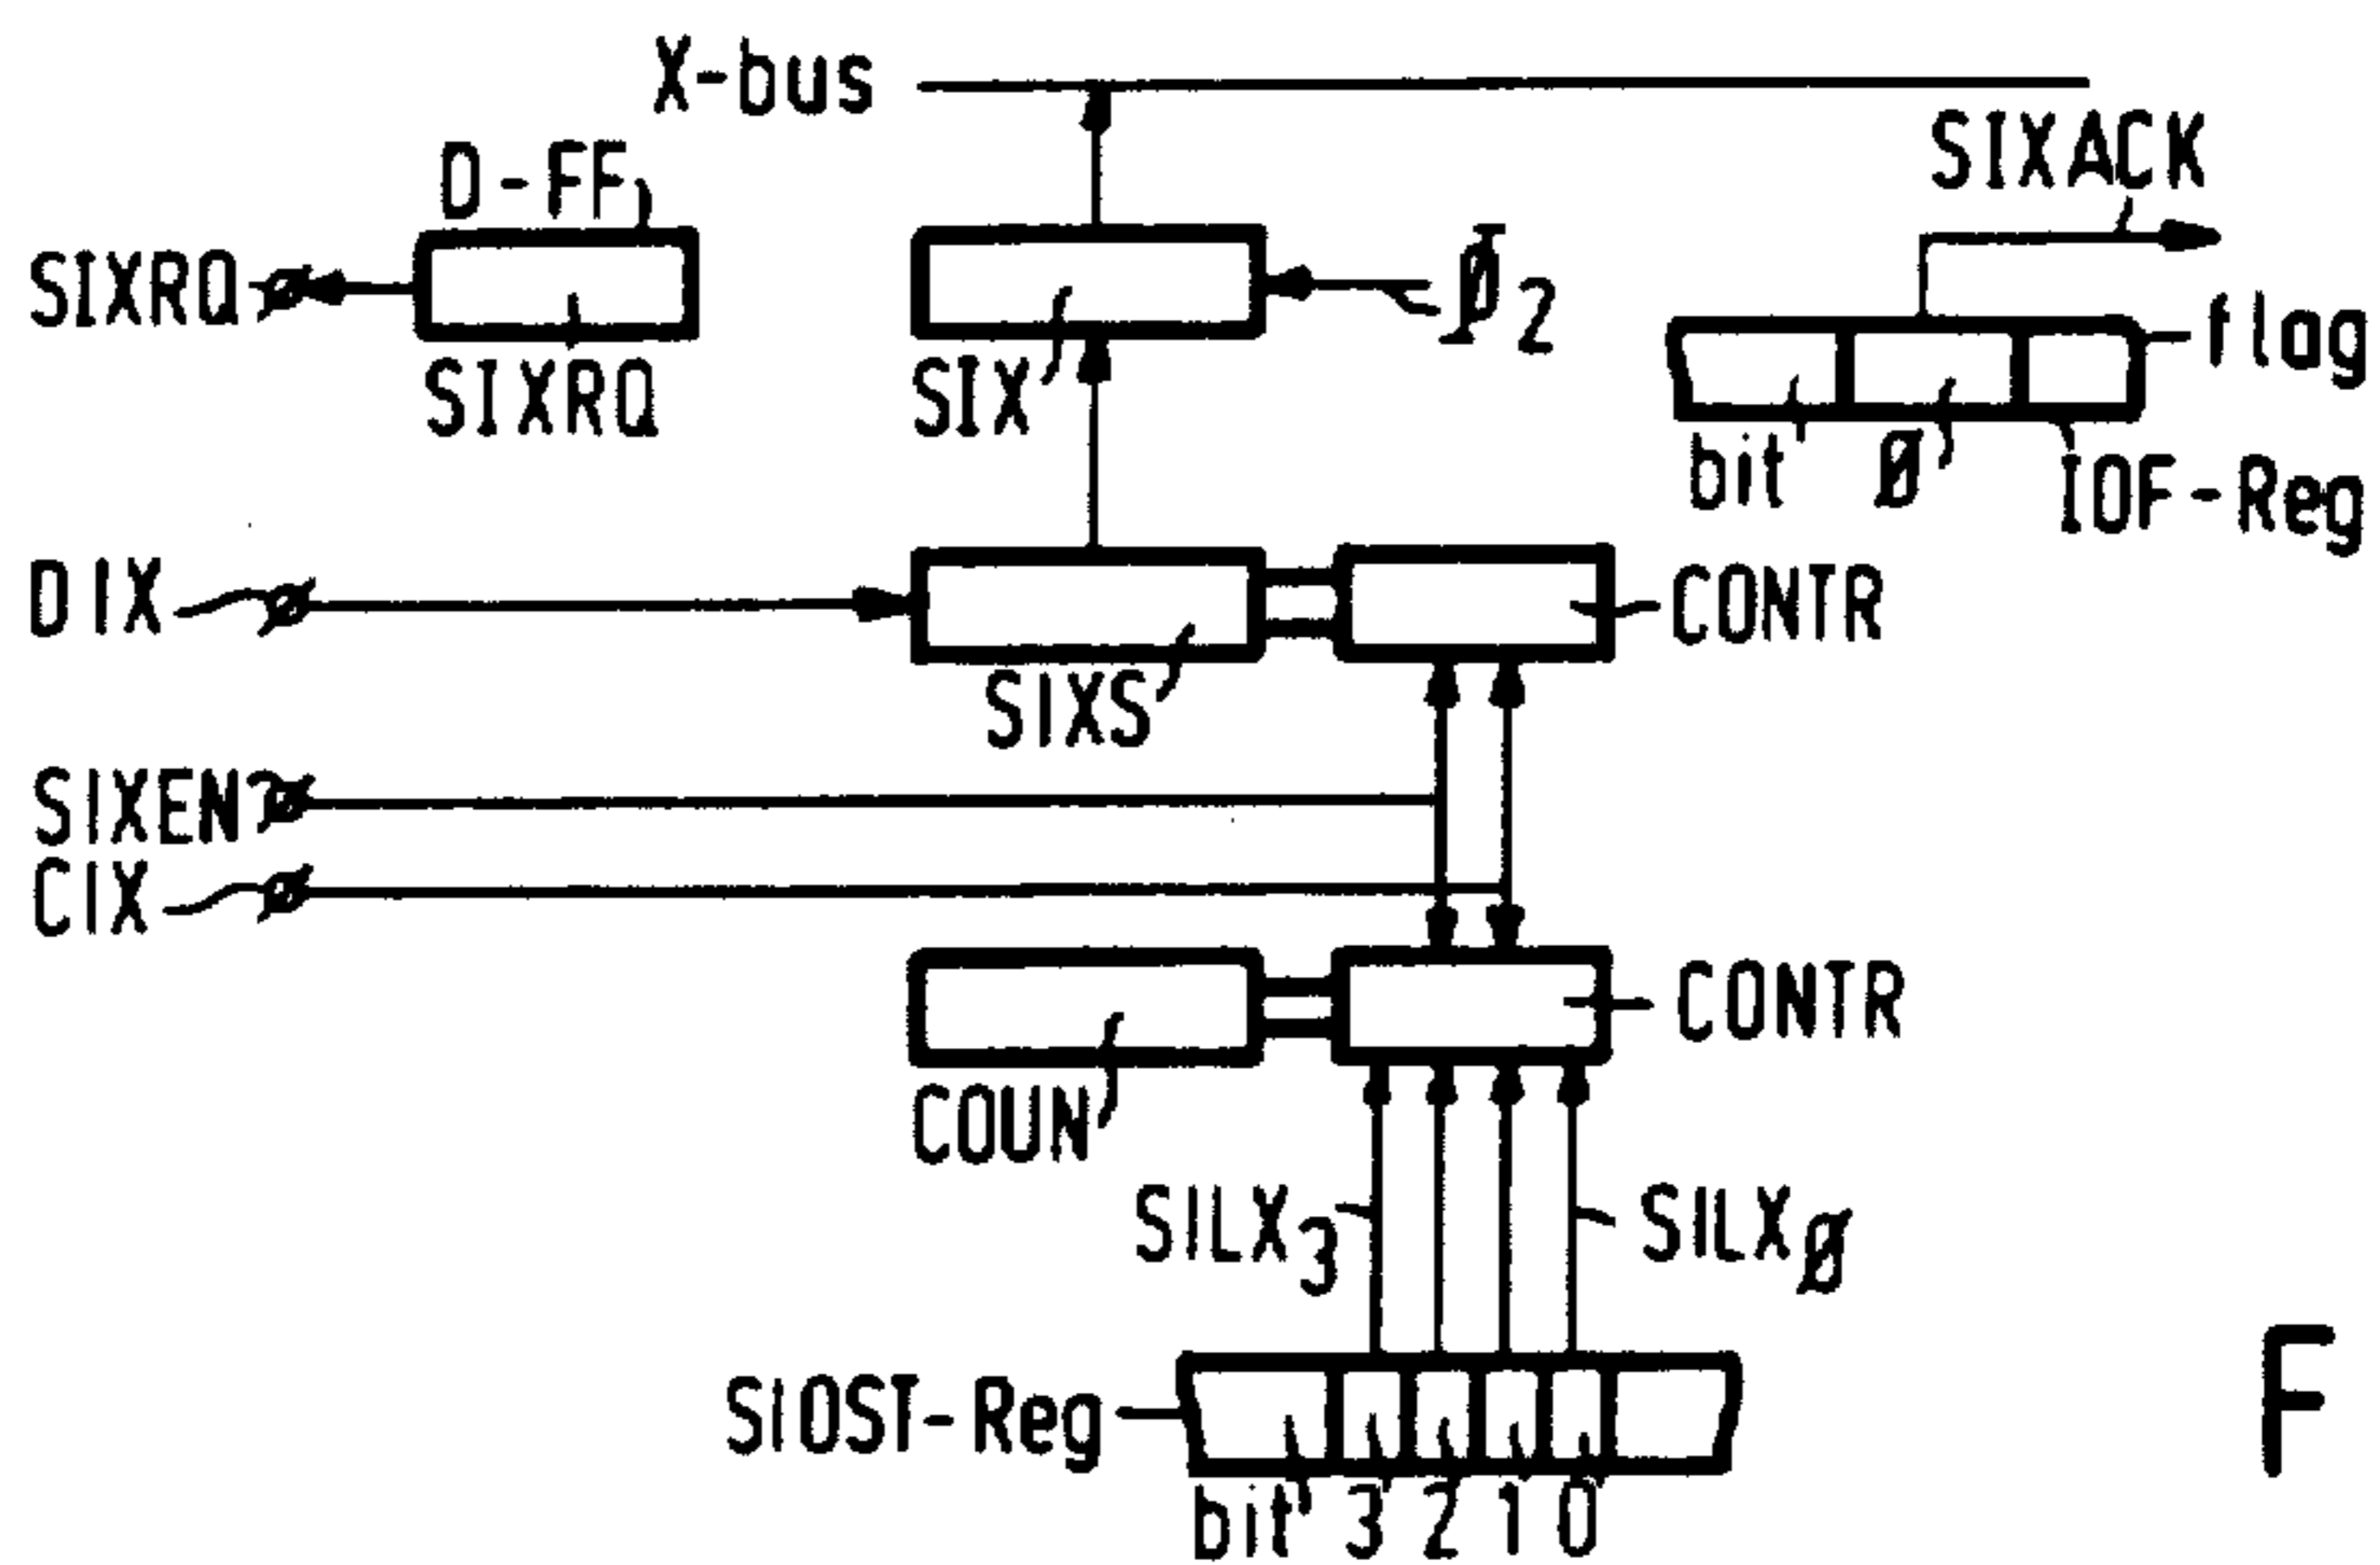 X-bus
SIXACK
D-FF
SIXRQ
Ø2
flag
SIXRQ
SIX
bit Ø
IOF-Reg
DIX
CONTR
SIXS
SIXEN
CIX
CONTR
COUN
SILX3
SILXØ
SIOST-Reg
bit 3 2 1 0
F